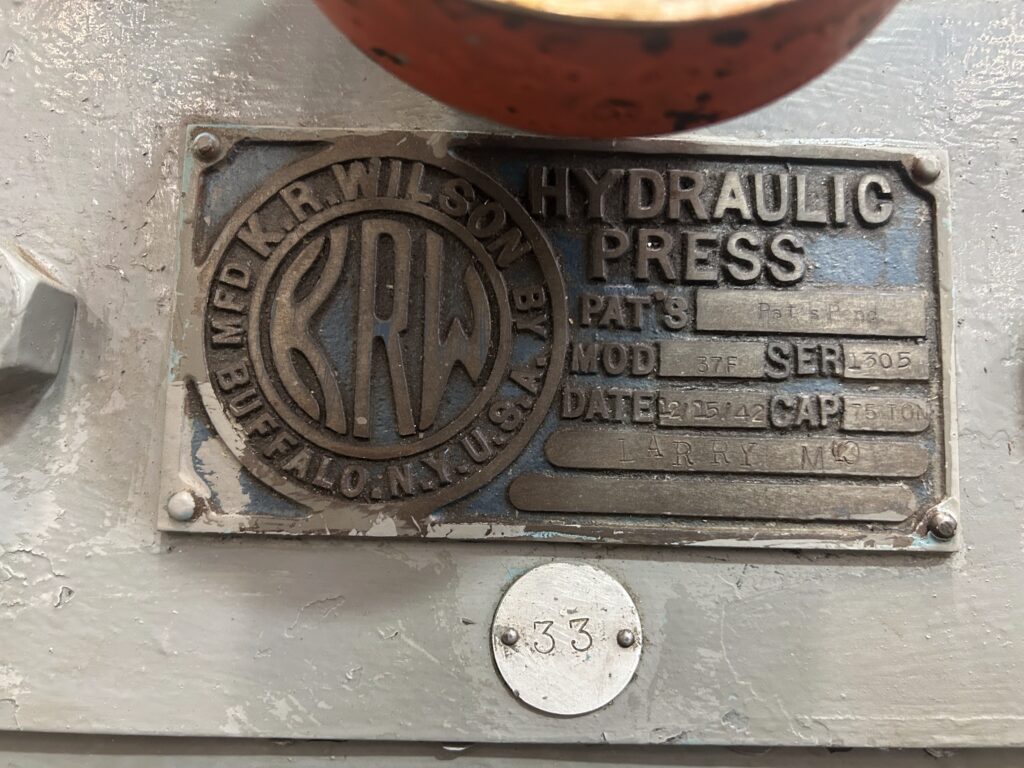 MFD K.R.WILSON BY
BUFFALO.N.Y.U.S.A.
KRW
HYDRAULIC
PRESS
PAT'S Pat's Pend.
MOD 37F SER 1305
DATE 12/15/42 CAP 75 TON
LARRY
33